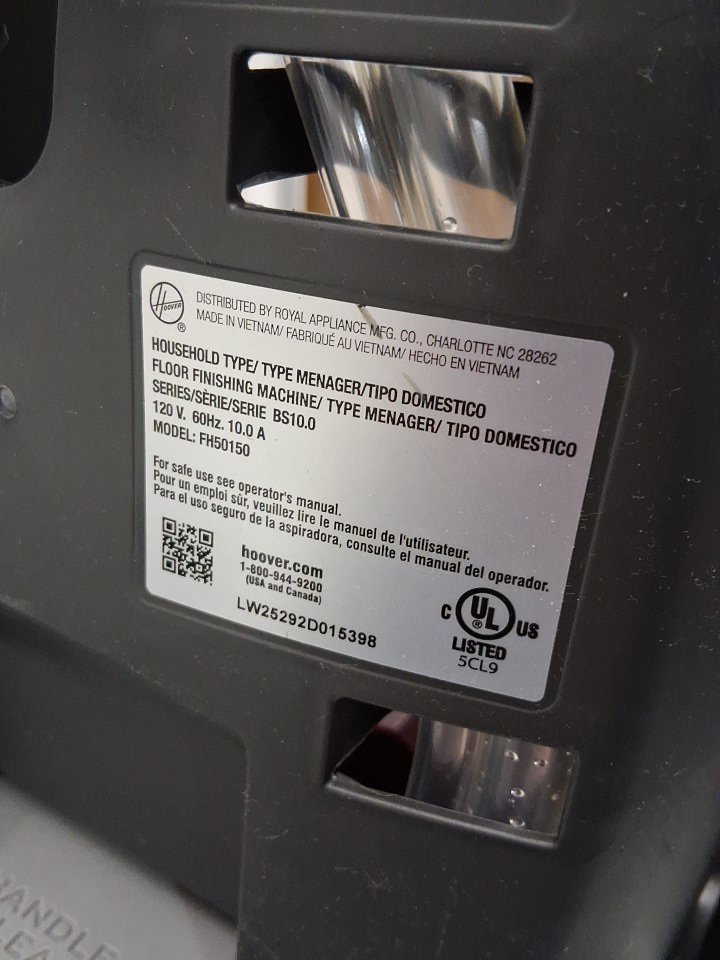 HOOVER
®
DISTRIBUTED BY ROYAL APPLIANCE MFG. CO., CHARLOTTE NC 28262
MADE IN VIETNAM/ FABRIQUÉ AU VIETNAM/ HECHO EN VIETNAM
HOUSEHOLD TYPE/ TYPE MENAGER/TIPO DOMESTICO
FLOOR FINISHING MACHINE/ TYPE MENAGER/ TIPO DOMESTICO
SERIES/SÈRIE/SERIE BS10.0
120 V. 60Hz. 10.0 A
MODEL: FH50150
For safe use see operator's manual.
Pour un emploi sûr, veuillez lire le manuel de l'utilisateur.
Para el uso seguro de la aspiradora, consulte el manual del operador.
hoover.com
1-800-944-9200
(USA and Canada)
LW25292D015398
C UL ® US
LISTED
5CL9
HANDLE